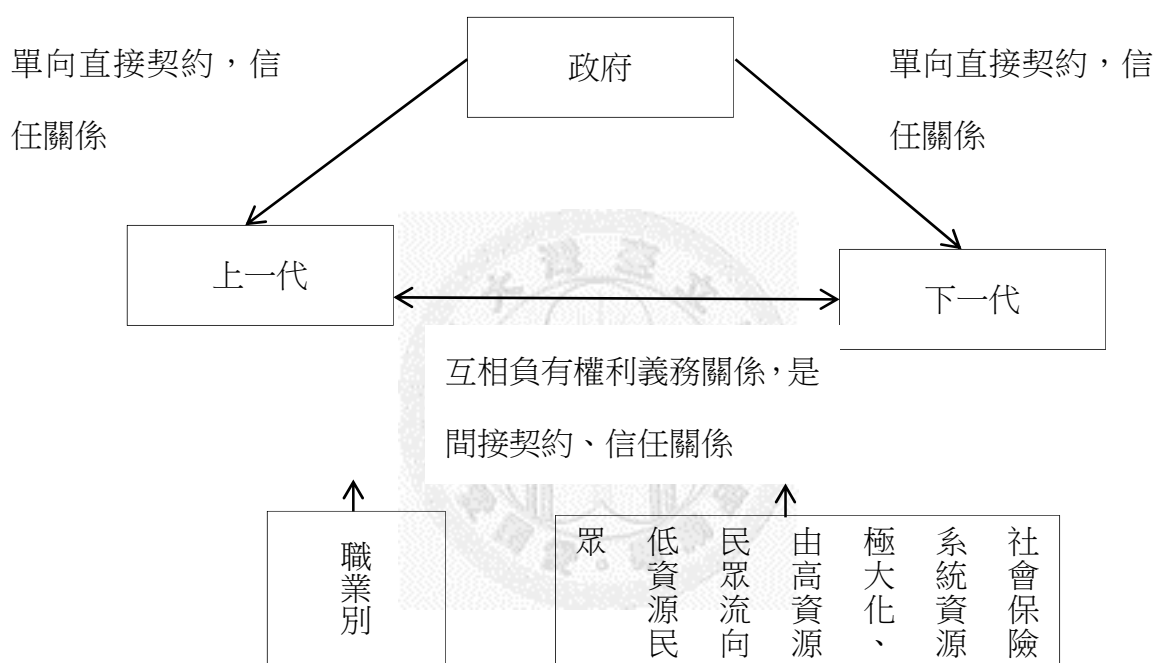 單向直接契約，信
任關係
政府
單向直接契約，信
任關係
上一代
下一代
互相負有權利義務關係，是
間接契約、信任關係
職業別
社會保險
系統資源
極大化、
由高資源
民眾流向
低資源民
眾